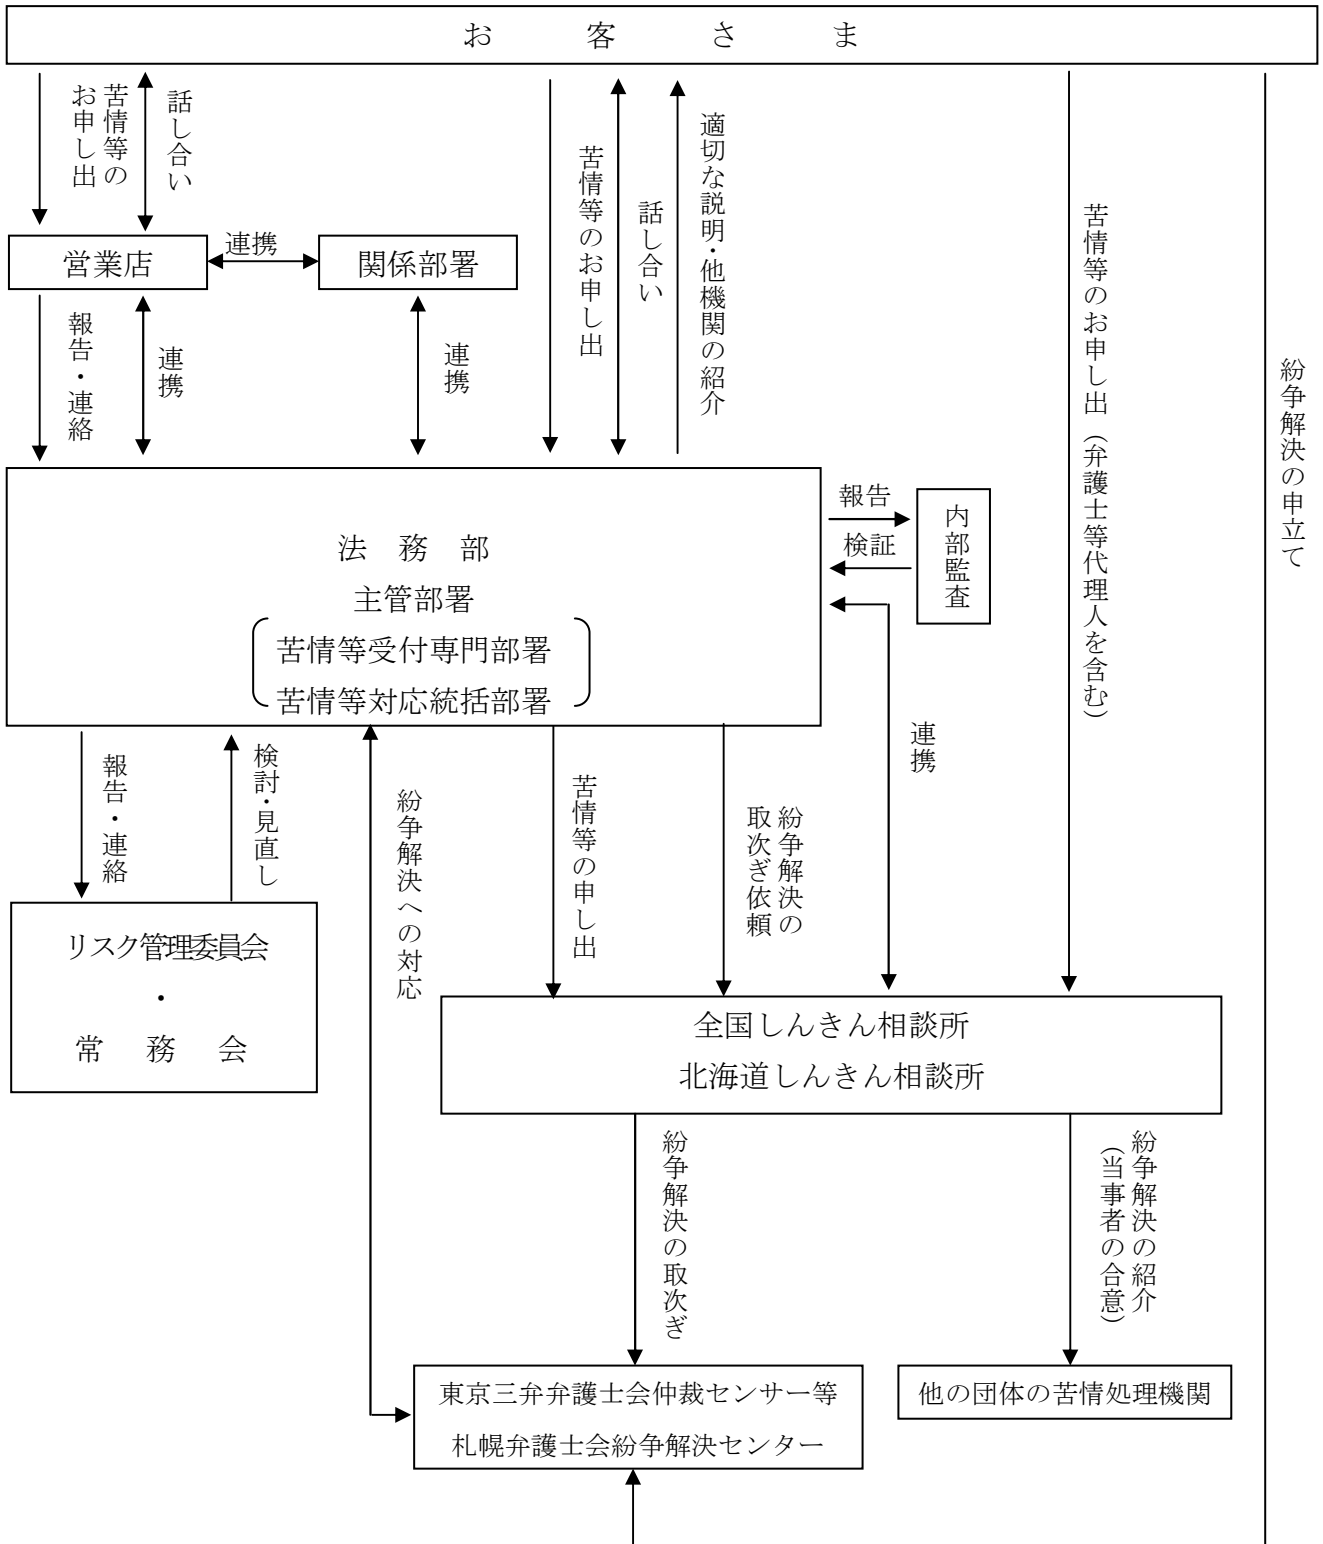 お客さま
苦情等の
お申し出
話し合い
苦情等のお申し出
話し合い
適切な説明・他機関の紹介
苦情等のお申し出（弁護士等代理人を含む）
紛争解決の申立て
営業店
連携
関係部署
報告・連絡
連携
連携
法務部
主管部署
苦情等受付専門部署
苦情等対応統括部署
報告
検証
内部監査
連携
報告・連絡
検討・見直し
紛争解決への対応
苦情等の申し出
紛争解決の
取次ぎ依頼
リスク管理委員会
・
常務会
全国しんきん相談所
北海道しんきん相談所
紛争解決の取次ぎ
紛争解決の紹介
（当事者の合意）
東京三弁弁護士会仲裁センサー等
札幌弁護士会紛争解決センター
他の団体の苦情処理機関